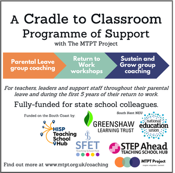 A Cradle to Classroom
Programme of Support
with The MTPT Project
Parental Leave
group coaching
Return to
Work
workshops
Sustain and
Grow group
coaching
For teachers, leaders and support staff throughout their parental
leave and during the first 5 years of their return to work
Fully-funded for state school colleagues.
Funded on the South Coast by
HISP
Teaching
School
Hub
GREENSHAW
LEARNING TRUST
national
education
union
SFET
STEP Ahead
TEACHING SCHOOL HUB
MTPT Project
Find out more at www.mtpt.org.uk/coaching